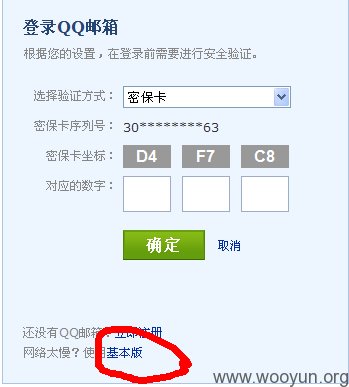 登录QQ邮箱
根据您的设置，在登录前需要进行安全验证。
选择验证方式： 密保卡
密保卡序列号： 30********63
密保卡坐标： D4 F7 C8
对应的数字：
确定 取消
还没有QQ邮箱？立即注册
网络太慢？使用基本版
www.wooyun.org